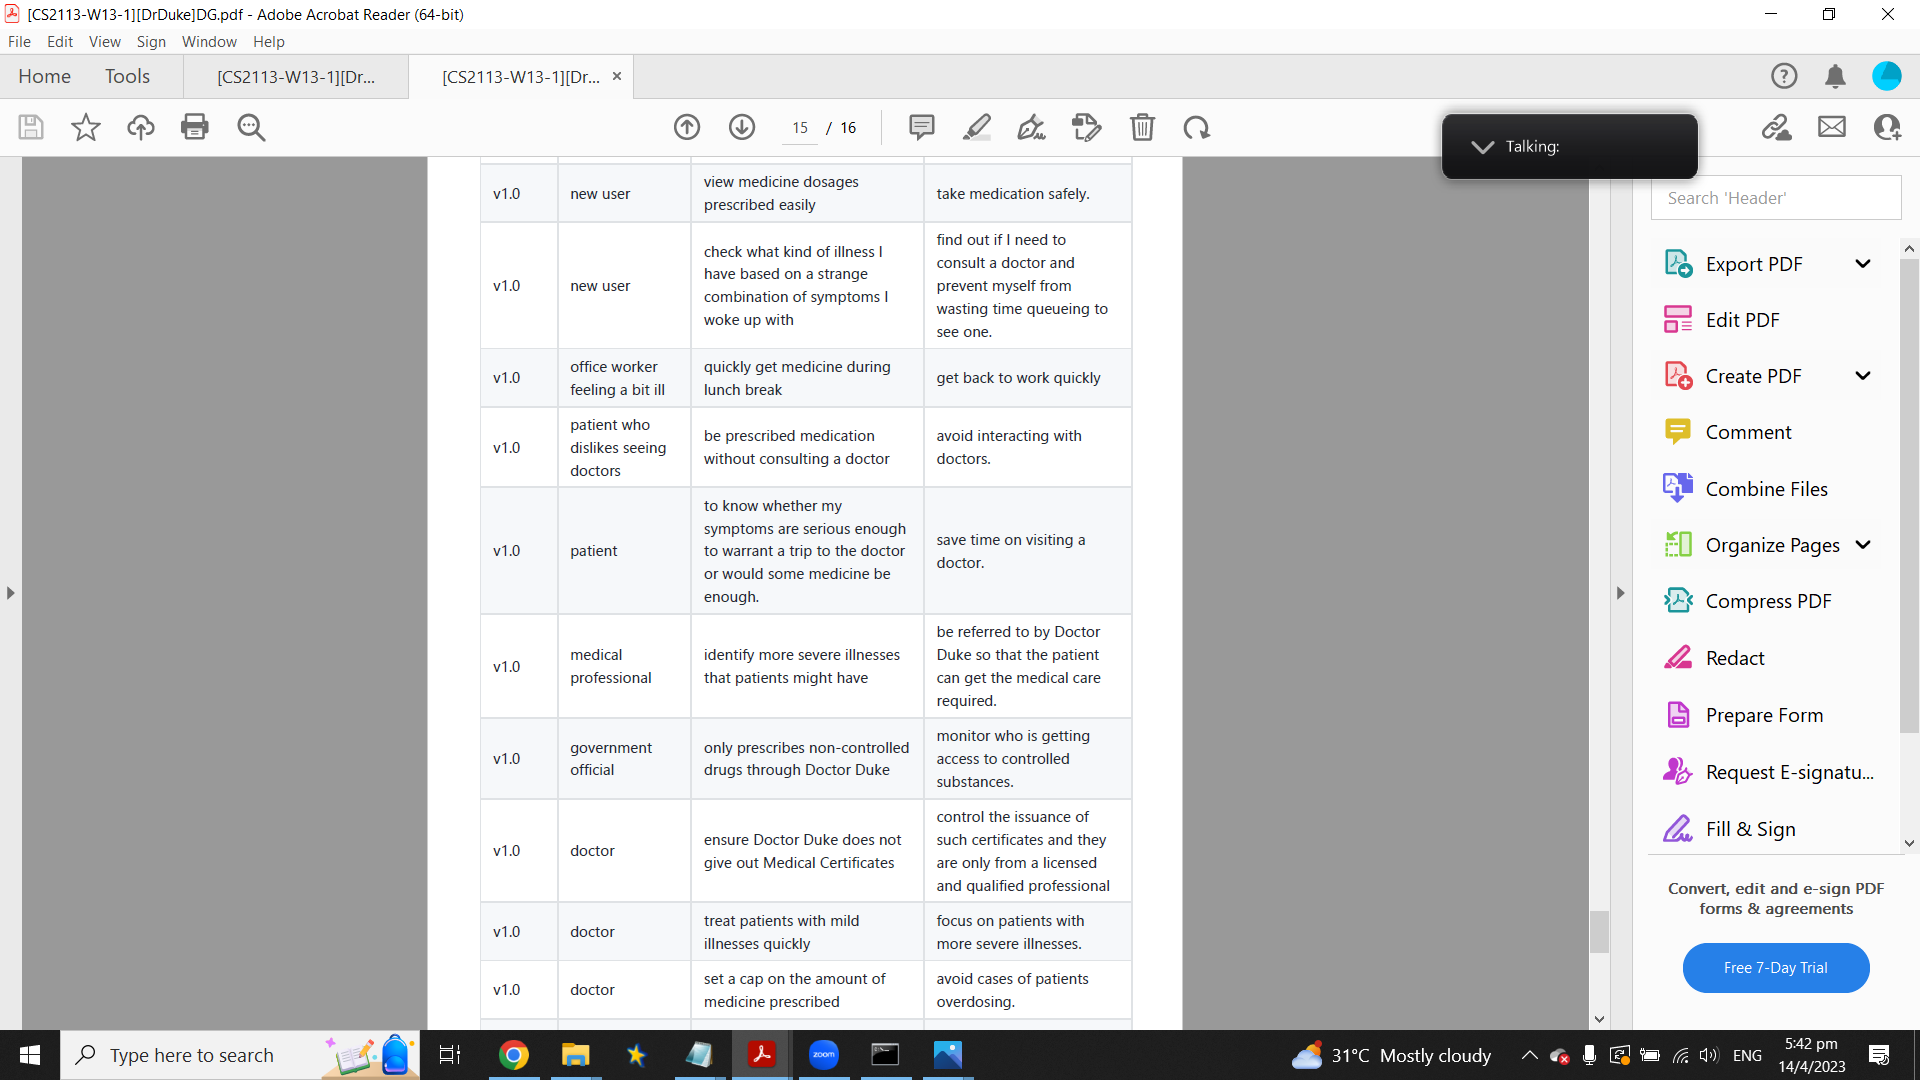 [CS2113-W13-1][DrDuke]DG.pdf - Adobe Acrobat Reader (64-bit)
File Edit View Sign Window Help
Home Tools [CS2113-W13-1][Dr... [CS2113-W13-1][Dr... ×
15 / 16
Talking:
Search 'Header'
v1.0 new user view medicine dosages
prescribed easily take medication safely.
v1.0 new user check what kind of illness I
have based on a strange
combination of symptoms I
woke up with
find out if I need to
consult a doctor and
prevent myself from
wasting time queueing to
see one.
v1.0 office worker
feeling a bit ill
quickly get medicine during
lunch break
get back to work quickly
v1.0 patient who
dislikes seeing
doctors
be prescribed medication
without consulting a doctor
avoid interacting with
doctors.
v1.0 patient to know whether my
symptoms are serious enough
to warrant a trip to the doctor
or would some medicine be
enough.
save time on visiting a
doctor.
v1.0 medical
professional
identify more severe illnesses
that patients might have
be referred to by Doctor
Duke so that the patient
can get the medical care
required.
v1.0 government
official
only prescribes non-controlled
drugs through Doctor Duke
monitor who is getting
access to controlled
substances.
v1.0 doctor ensure Doctor Duke does not
give out Medical Certificates
control the issuance of
such certificates and they
are only from a licensed
and qualified professional
v1.0 doctor treat patients with mild
illnesses quickly
focus on patients with
more severe illnesses.
v1.0 doctor set a cap on the amount of
medicine prescribed
avoid cases of patients
overdosing.
Export PDF
Edit PDF
Create PDF
Comment
Combine Files
Organize Pages
Compress PDF
Redact
Prepare Form
Request E-signatu...
Fill & Sign
Convert, edit and e-sign PDF
forms & agreements
Free 7-Day Trial
Type here to search
zoom
31°C Mostly cloudy
ENG
5:42 pm
14/4/2023